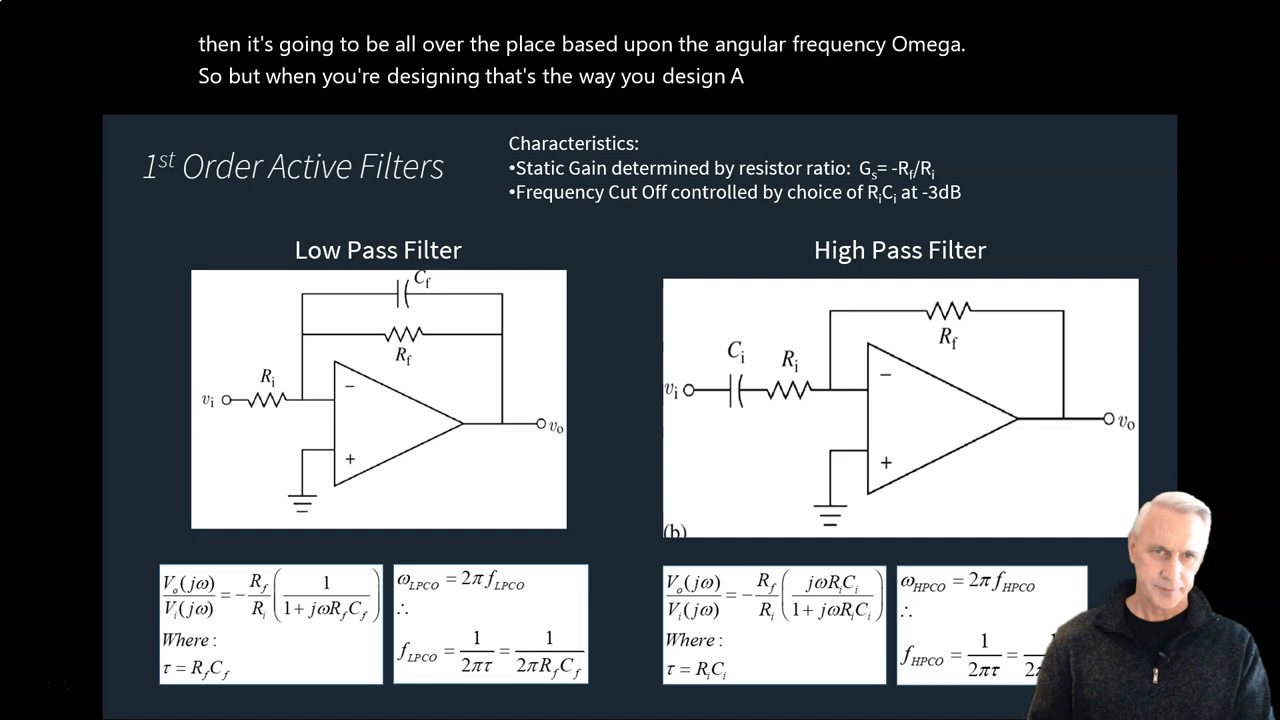 then it's going to be all over the place based upon the angular frequency Omega.
So but when you're designing that's the way you design A
1st Order Active Filters
Characteristics:
•Static Gain determined by resistor ratio: Gs= -Rf/Ri
•Frequency Cut Off controlled by choice of RiCi at -3dB
Low Pass Filter
Cf
Rf
Ri
vi
−
+
vo
High Pass Filter
Rf
Ci
Ri
vi
−
+
vo
(b)
Vo(jω)/Vi(jω) = −Rf/Ri (1/(1+jωRfCf))
Where:
τ = RfCf
ωLPCO = 2πfLPCO
∴
fLPCO = 1/2πτ = 1/2πRfCf
Vo(jω)/Vi(jω) = −Rf/Ri (jωRiCi/(1+jωRiCi))
Where:
τ = RiCi
ωHPCO = 2πfHPCO
∴
fHPCO = 1/2πτ =